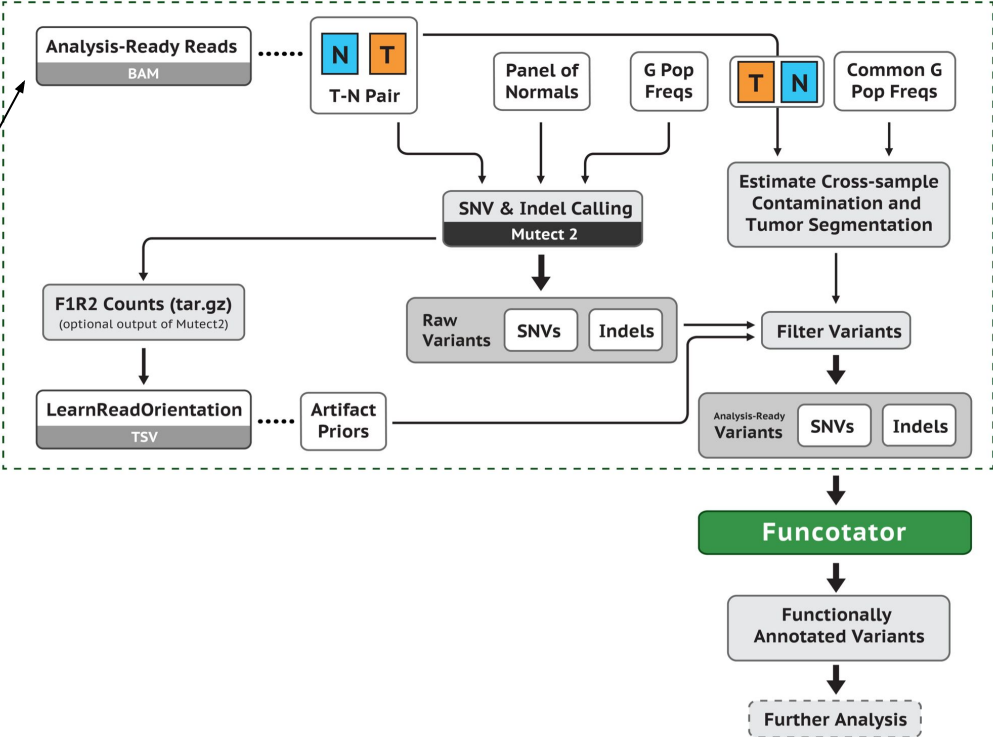 Analysis-Ready Reads
BAM
N T
T-N Pair
Panel of
Normals
G Pop
Freqs
T N
Common G
Pop Freqs
Estimate Cross-sample
Contamination and
Tumor Segmentation
SNV & Indel Calling
Mutect 2
F1R2 Counts (tar.gz)
(optional output of Mutect2)
Raw
Variants
SNVs
Indels
Filter Variants
LearnReadOrientation
TSV
Artifact
Priors
Analysis-Ready
Variants
SNVs
Indels
Funcotator
Functionally
Annotated Variants
Further Analysis